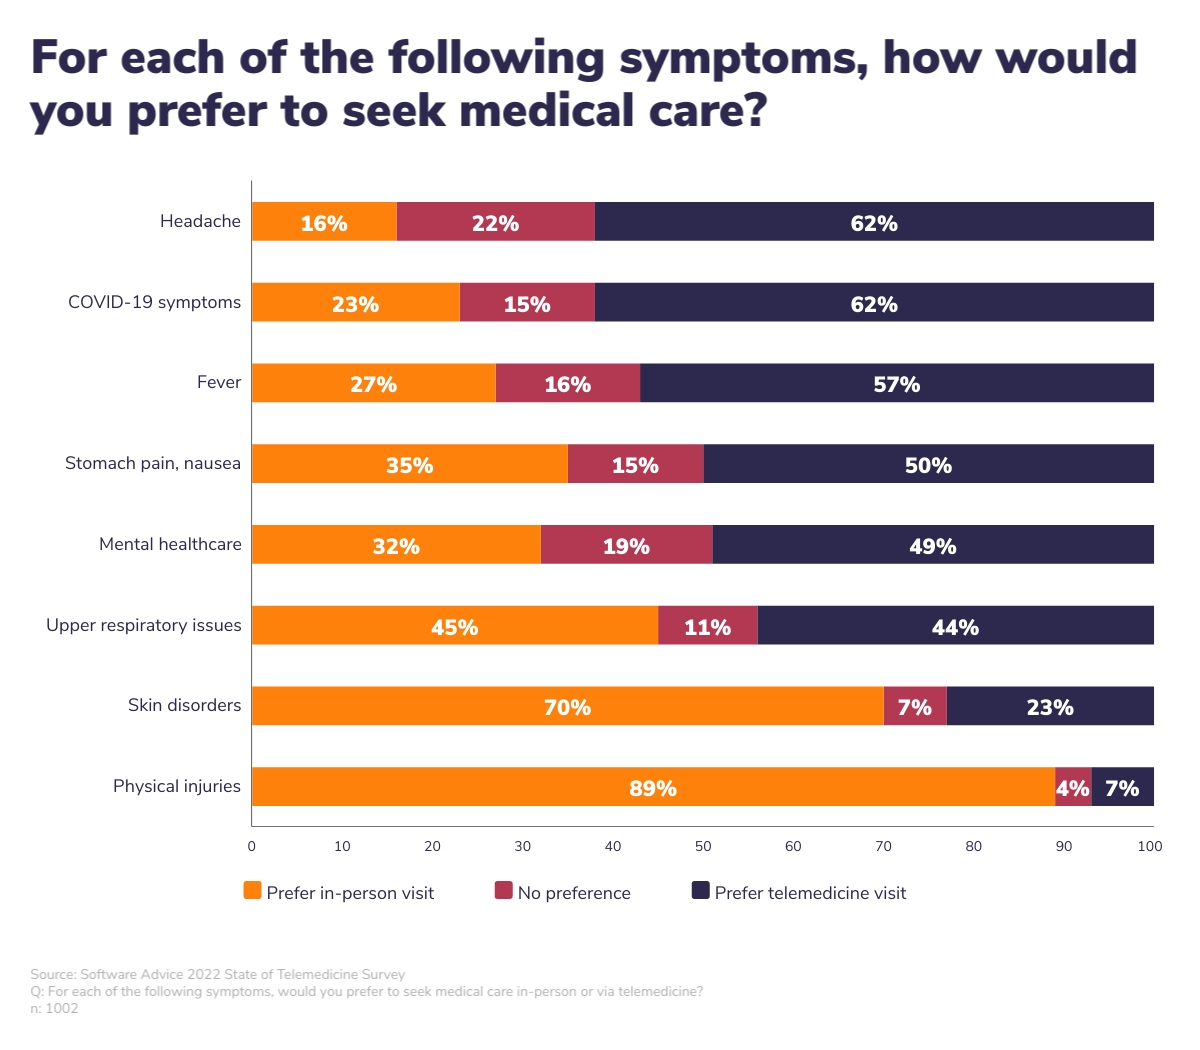 For each of the following symptoms, how would
you prefer to seek medical care?
Headache 16% 22% 62%
COVID-19 symptoms 23% 15% 62%
Fever 27% 16% 57%
Stomach pain, nausea 35% 15% 50%
Mental healthcare 32% 19% 49%
Upper respiratory issues 45% 11% 44%
Skin disorders 70% 7% 23%
Physical injuries 89% 4% 7%
0 10 20 30 40 50 60 70 80 90 100
Prefer in-person visit No preference Prefer telemedicine visit
Source: Software Advice 2022 State of Telemedicine Survey
Q: For each of the following symptoms, would you prefer to seek medical care in-person or via telemedicine?
n: 1002